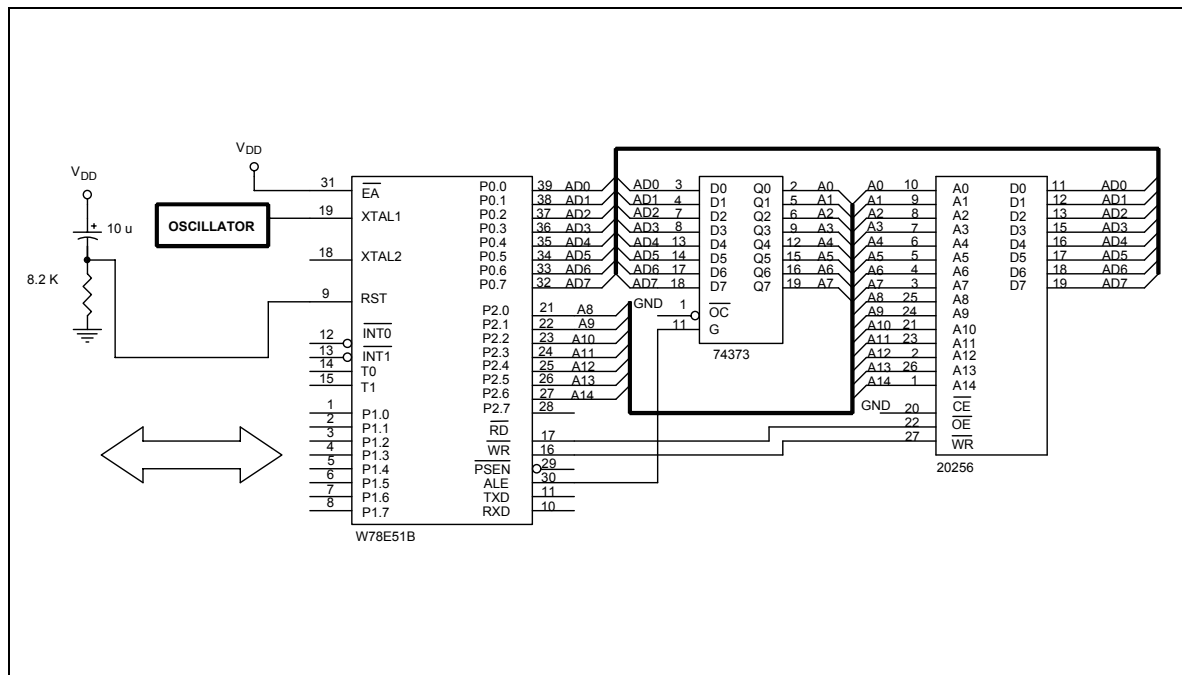 VDD
10 u
8.2 K
VDD
OSCILLATOR
31 EA
19 XTAL1
18 XTAL2
9 RST
12 INT0
13 INT1
14 T0
15 T1
1 P1.0
2 P1.1
3 P1.2
4 P1.3
5 P1.4
6 P1.5
7 P1.6
8 P1.7
P0.0 39 AD0
P0.1 38 AD1
P0.2 37 AD2
P0.3 36 AD3
P0.4 35 AD4
P0.5 34 AD5
P0.6 33 AD6
P0.7 32 AD7
P2.0 21 A8
P2.1 22 A9
P2.2 23 A10
P2.3 24 A11
P2.4 25 A12
P2.5 26 A13
P2.6 27 A14
P2.7 28
RD 17
WR 16
PSEN 29
ALE 30
TXD 11
RXD 10
W78E51B
AD0 3 D0 Q0 2 A0
AD1 4 D1 Q1 5 A1
AD2 7 D2 Q2 6 A2
AD3 8 D3 Q3 9 A3
AD4 13 D4 Q4 12 A4
AD5 14 D5 Q5 15 A5
AD6 17 D6 Q6 16 A6
AD7 18 D7 Q7 19 A7
GND 1 OC
11 G
74373
A0 10 A0 D0 11 AD0
A1 9 A1 D1 12 AD1
A2 8 A2 D2 13 AD2
A3 7 A3 D3 15 AD3
A4 6 A4 D4 16 AD4
A5 5 A5 D5 17 AD5
A6 4 A6 D6 18 AD6
A7 3 A7 D7 19 AD7
A8 25 A8
A9 24 A9
A10 21 A10
A11 23 A11
A12 2 A12
A13 26 A13
A14 1 A14
GND 20 CE
22 OE
27 WR
20256